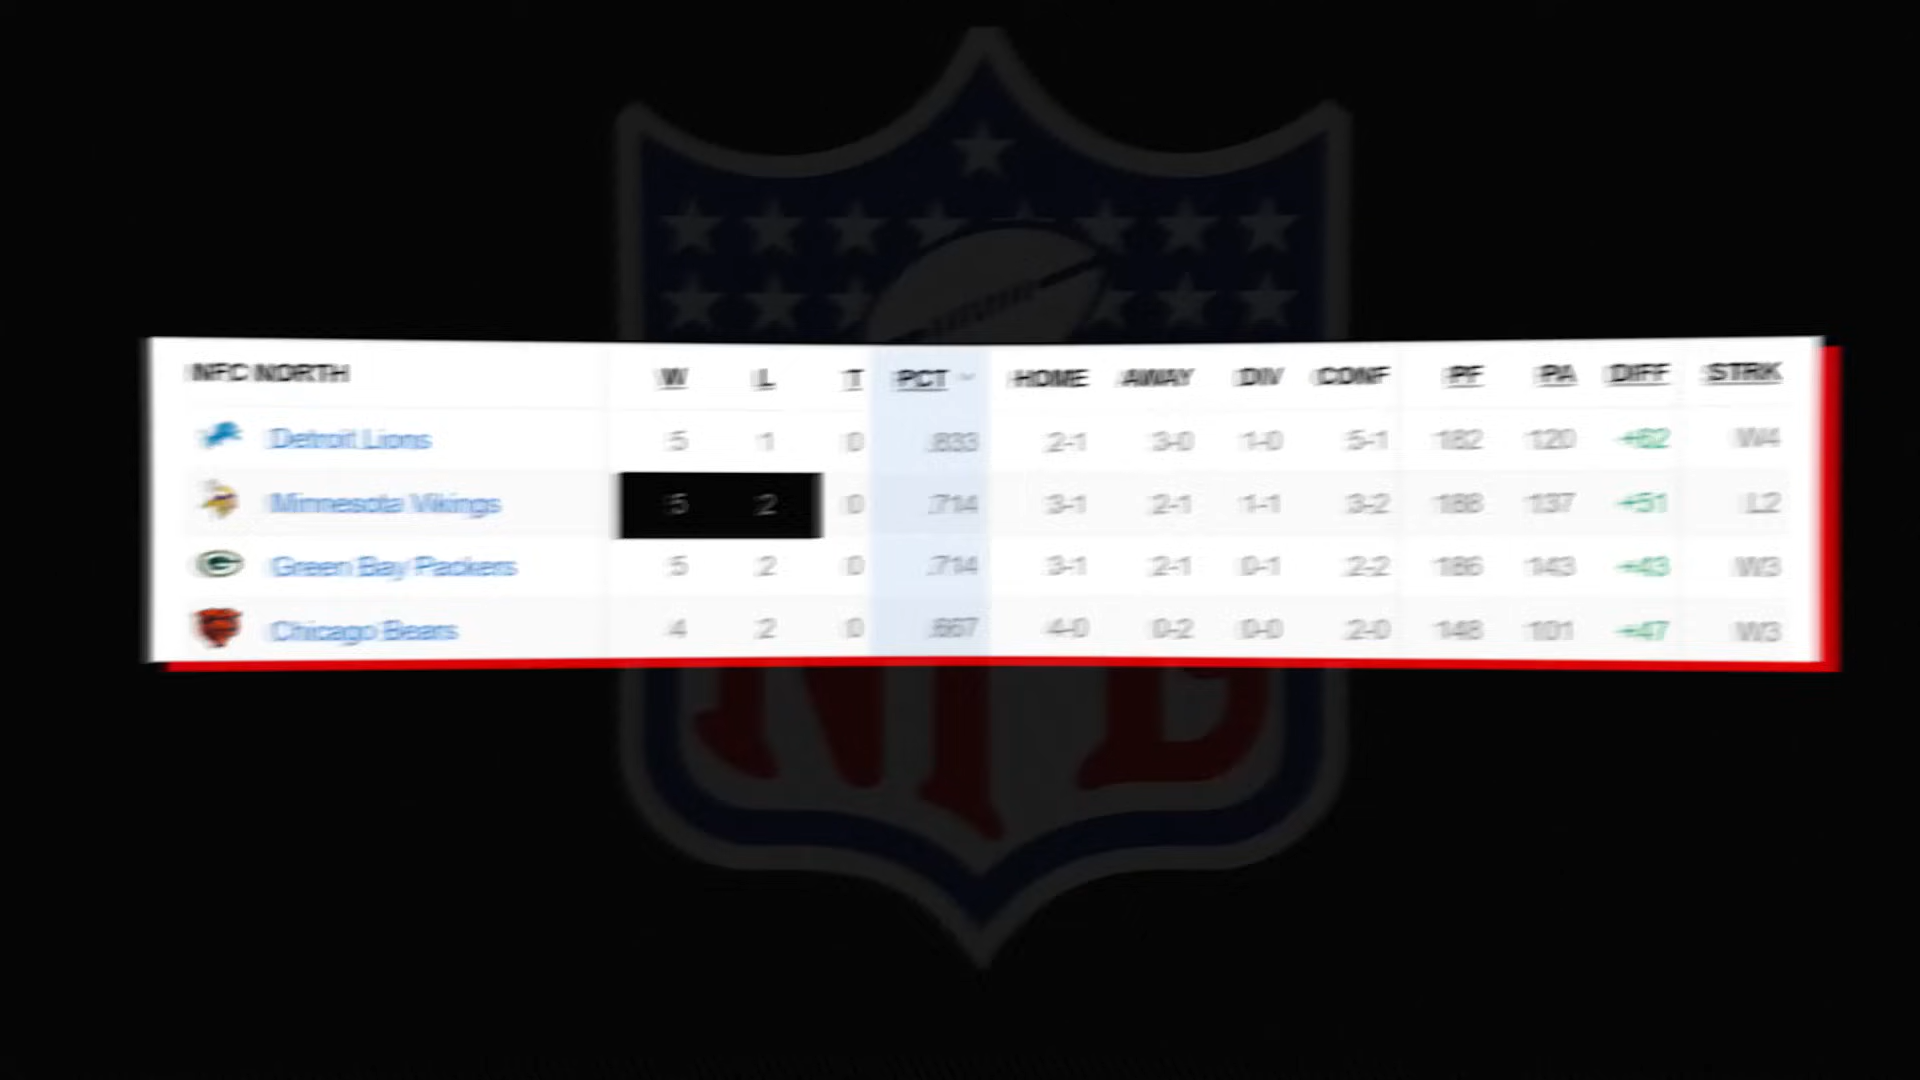 NFC NORTH W L T PCT HOME AWAY DIV CONF PF PA DIFF STRK
Detroit Lions 5 1 0 .833 2-1 3-0 1-0 5-1 182 120 +62 W4
Minnesota Vikings 5 2 0 .714 3-1 2-1 1-1 3-2 188 137 +51 L2
Green Bay Packers 5 2 0 .714 3-1 2-1 0-1 2-2 186 143 +43 W3
Chicago Bears 4 2 0 .667 4-0 0-2 0-0 2-0 148 101 +47 W3